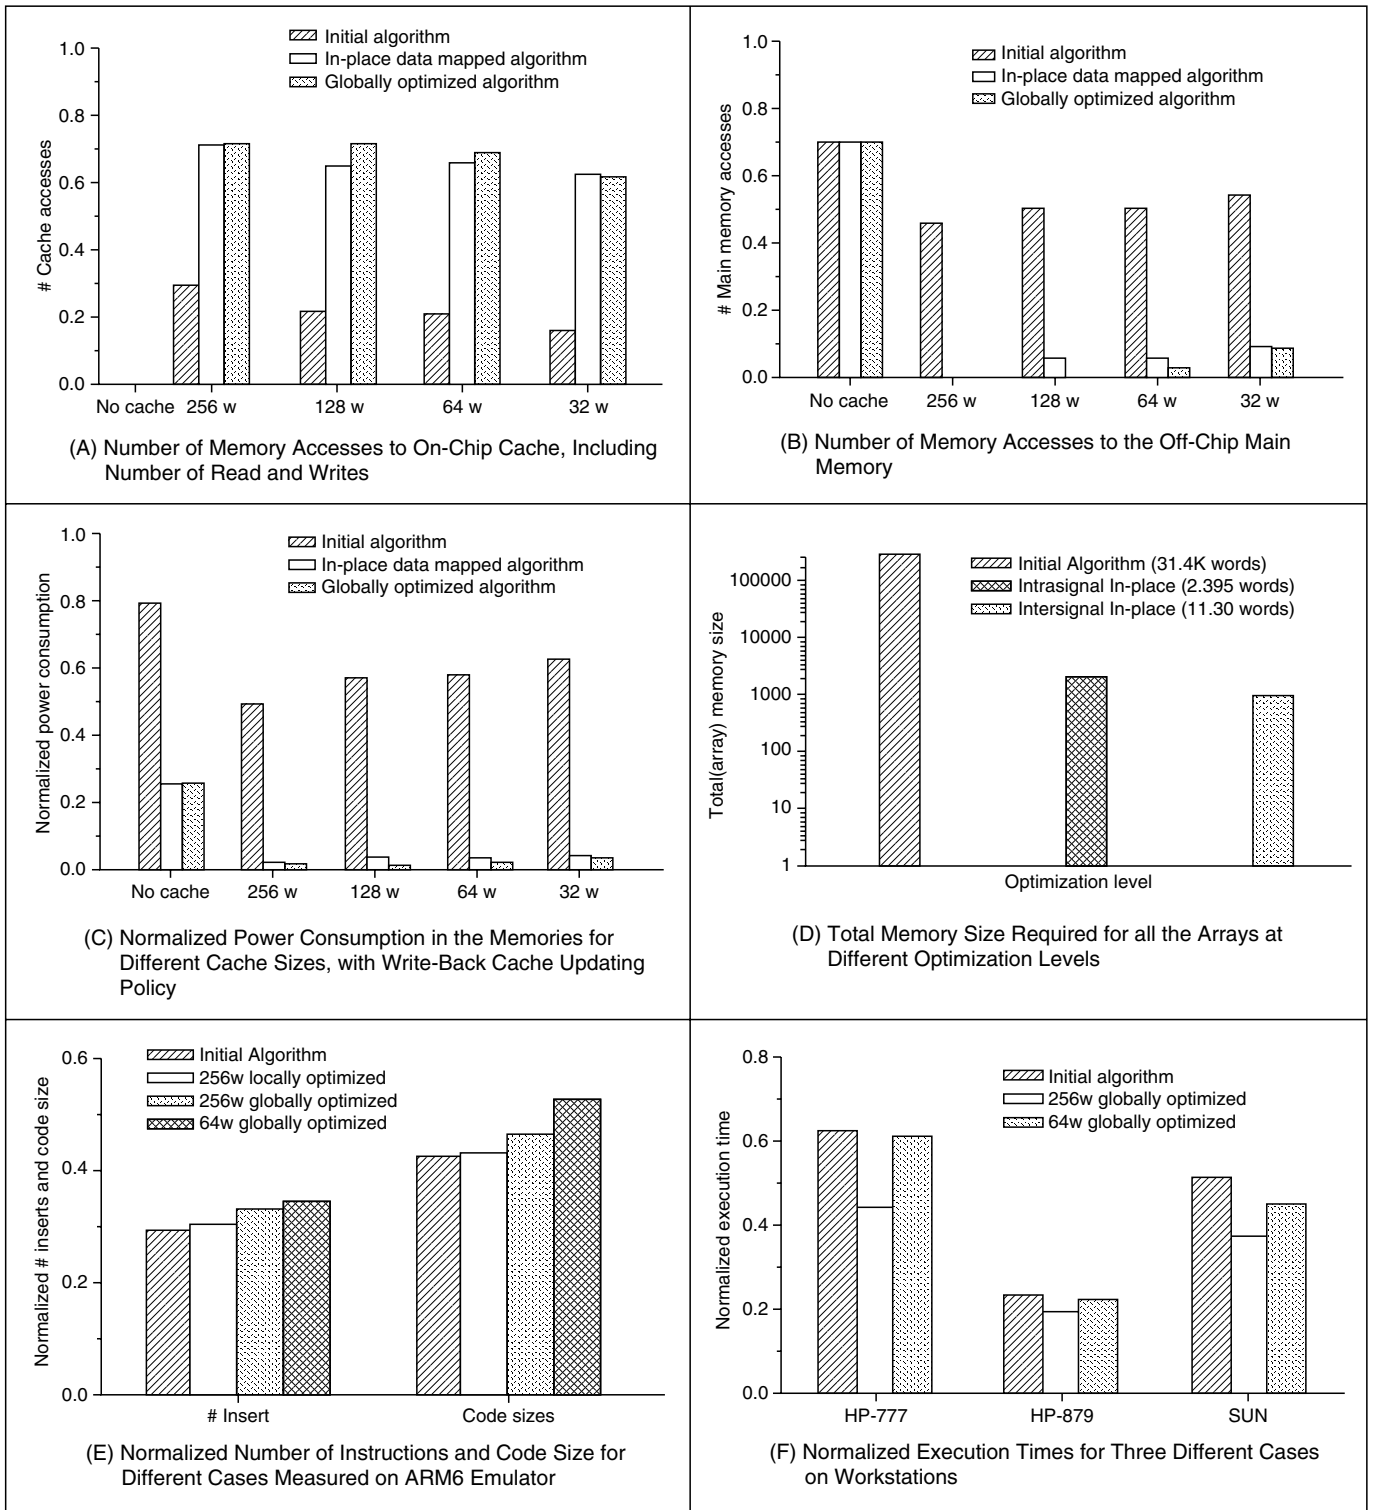 Initial algorithm
In-place data mapped algorithm
Globally optimized algorithm
# Cache accesses
1.0
0.8
0.6
0.4
0.2
0.0
No cache 256 w 128 w 64 w 32 w
(A) Number of Memory Accesses to On-Chip Cache, Including
Number of Read and Writes
Initial algorithm
In-place data mapped algorithm
Globally optimized algorithm
# Main memory accesses
1.0
0.8
0.6
0.4
0.2
0.0
No cache 256 w 128 w 64 w 32 w
(B) Number of Memory Accesses to the Off-Chip Main
Memory
Initial algorithm
In-place data mapped algorithm
Globally optimized algorithm
Normalized power consumption
1.0
0.8
0.6
0.4
0.2
0.0
No cache 256 w 128 w 64 w 32 w
(C) Normalized Power Consumption in the Memories for
Different Cache Sizes, with Write-Back Cache Updating
Policy
Initial Algorithm (31.4K words)
Intrasignal In-place (2.395 words)
Intersignal In-place (11.30 words)
Total(array) memory size
100000
10000
1000
100
10
1
Optimization level
(D) Total Memory Size Required for all the Arrays at
Different Optimization Levels
Initial Algorithm
256w locally optimized
256w globally optimized
64w globally optimized
Normalized # inserts and code size
0.6
0.4
0.2
0.0
# Insert Code sizes
(E) Normalized Number of Instructions and Code Size for
Different Cases Measured on ARM6 Emulator
Initial algorithm
256w globally optimized
64w globally optimized
Normalized execution time
0.8
0.6
0.4
0.2
0.0
HP-777 HP-879 SUN
(F) Normalized Execution Times for Three Different Cases
on Workstations